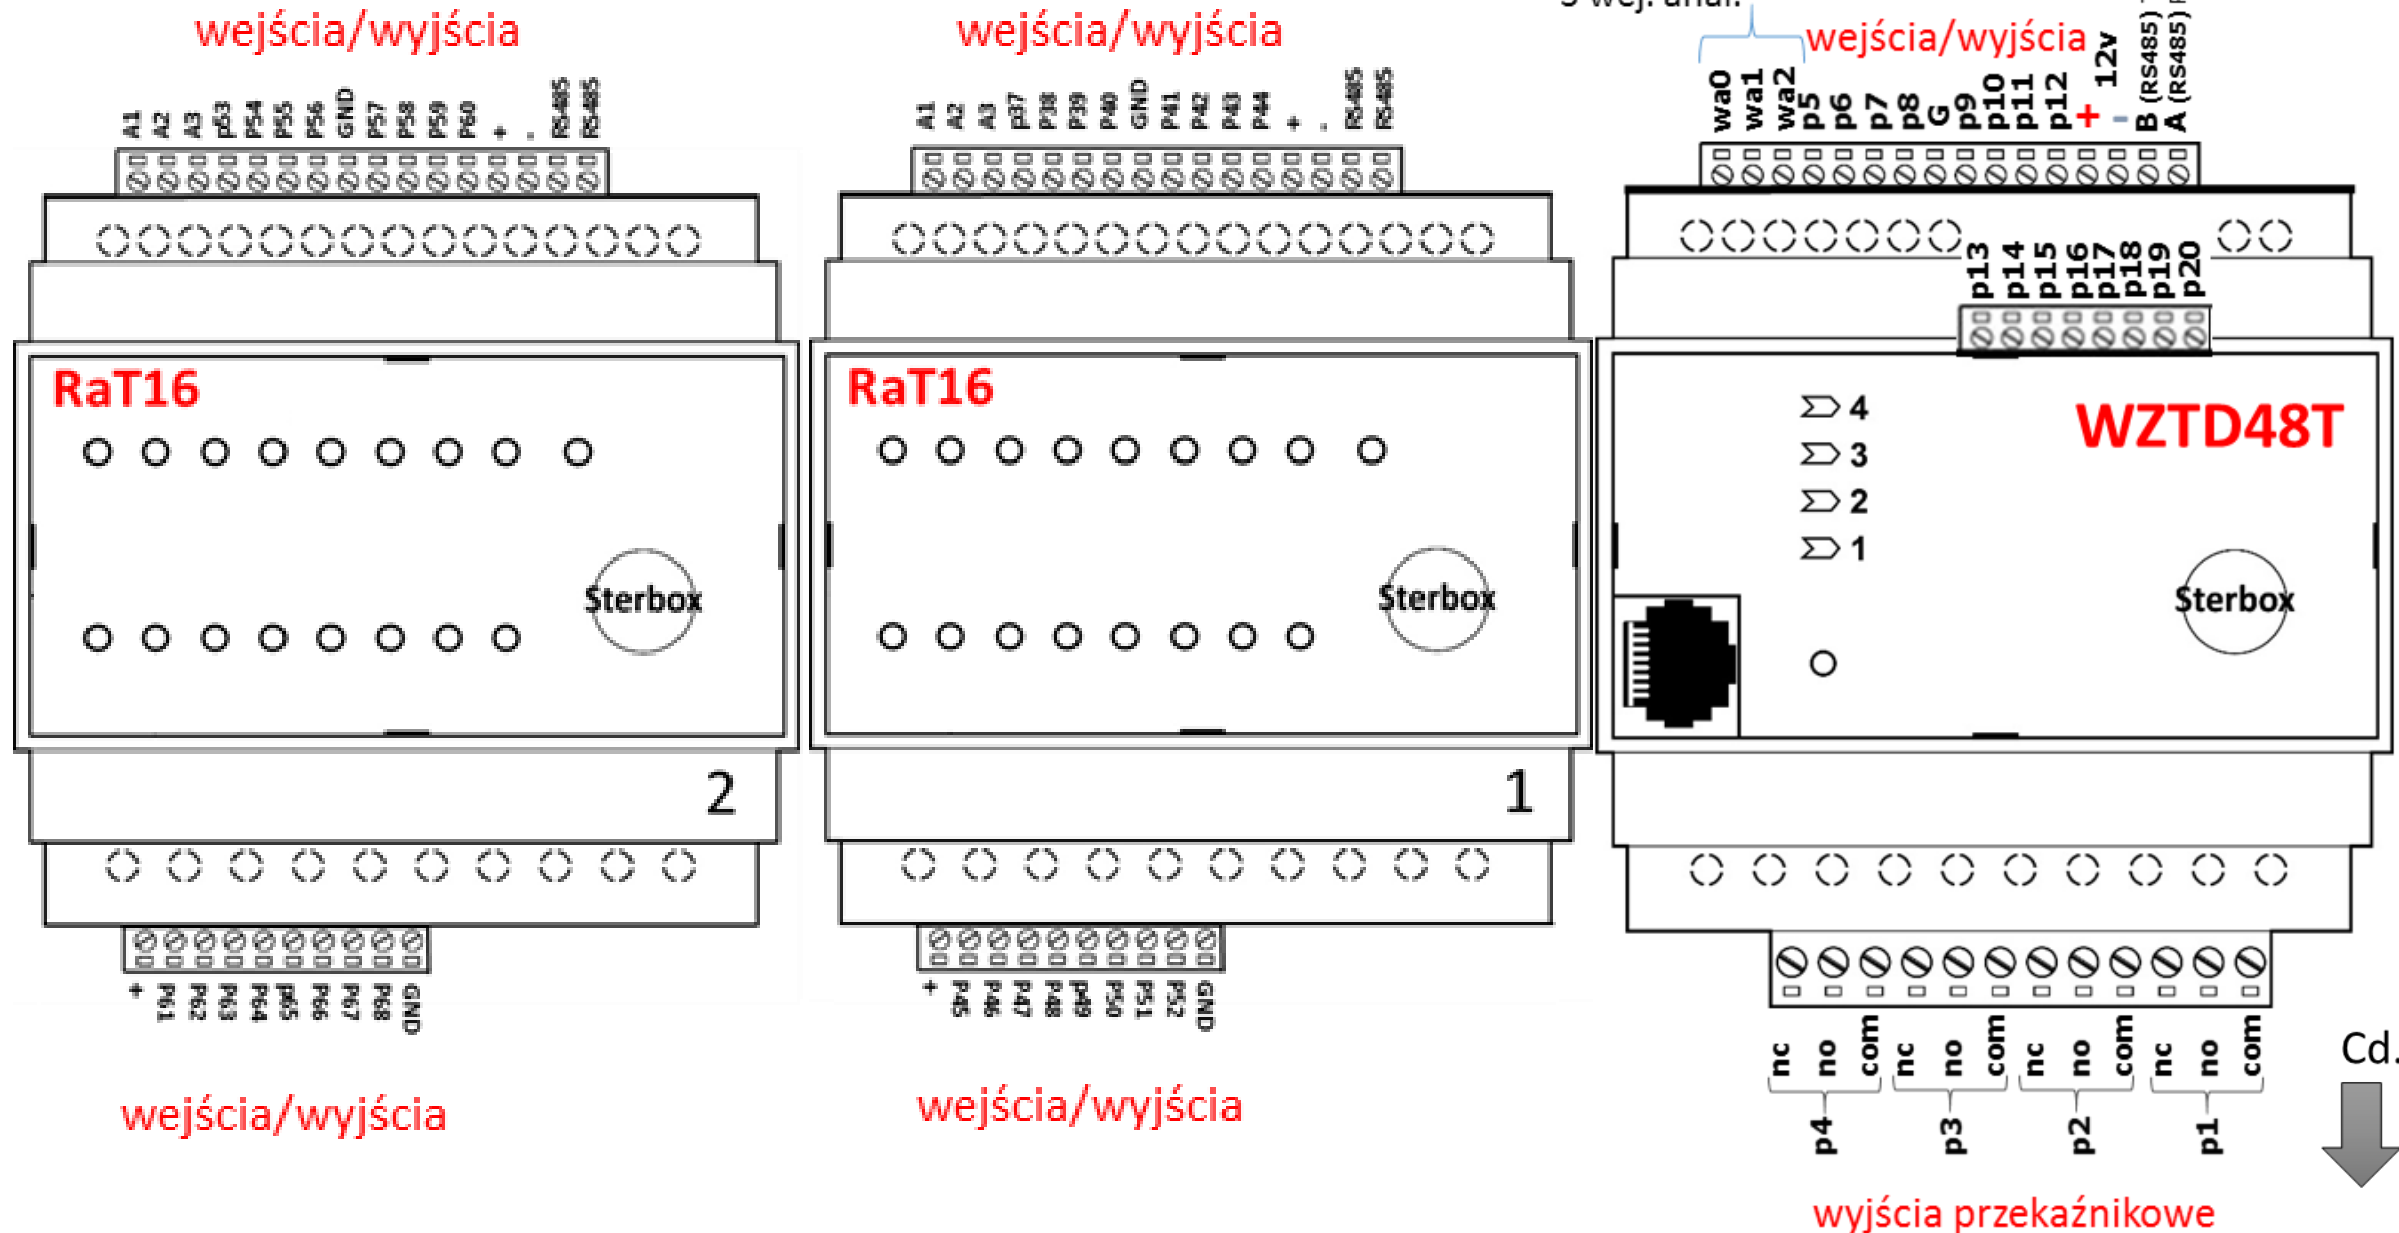 wejścia/wyjścia
A1 A2 A3 p53 P54 P55 P56 GND P57 P58 P59 P60 + - RS485 RS485
RaT16
Sterbox
2
+ P61 P62 P63 P64 p65 P66 P67 P68 GND
wejścia/wyjścia
wejścia/wyjścia
A1 A2 A3 p37 P38 P39 P40 GND P41 P42 P43 P44 + - RS485 RS485
RaT16
Sterbox
1
+ P45 P46 P47 P48 p49 P50 P51 P52 GND
wejścia/wyjścia
wej. anal.
wejścia/wyjścia
wa0 wa1 wa2 p5 p6 p7 p8 G p9 p10 p11 p12 + - 12v B (RS485) A (RS485)
p13 p14 p15 p16 p17 p18 p19 p20
WZTD48T
4
3
2
1
Sterbox
nc no com nc no com nc no com nc no com
p4 p3 p2 p1
Cd.
wyjścia przekaźnikowe